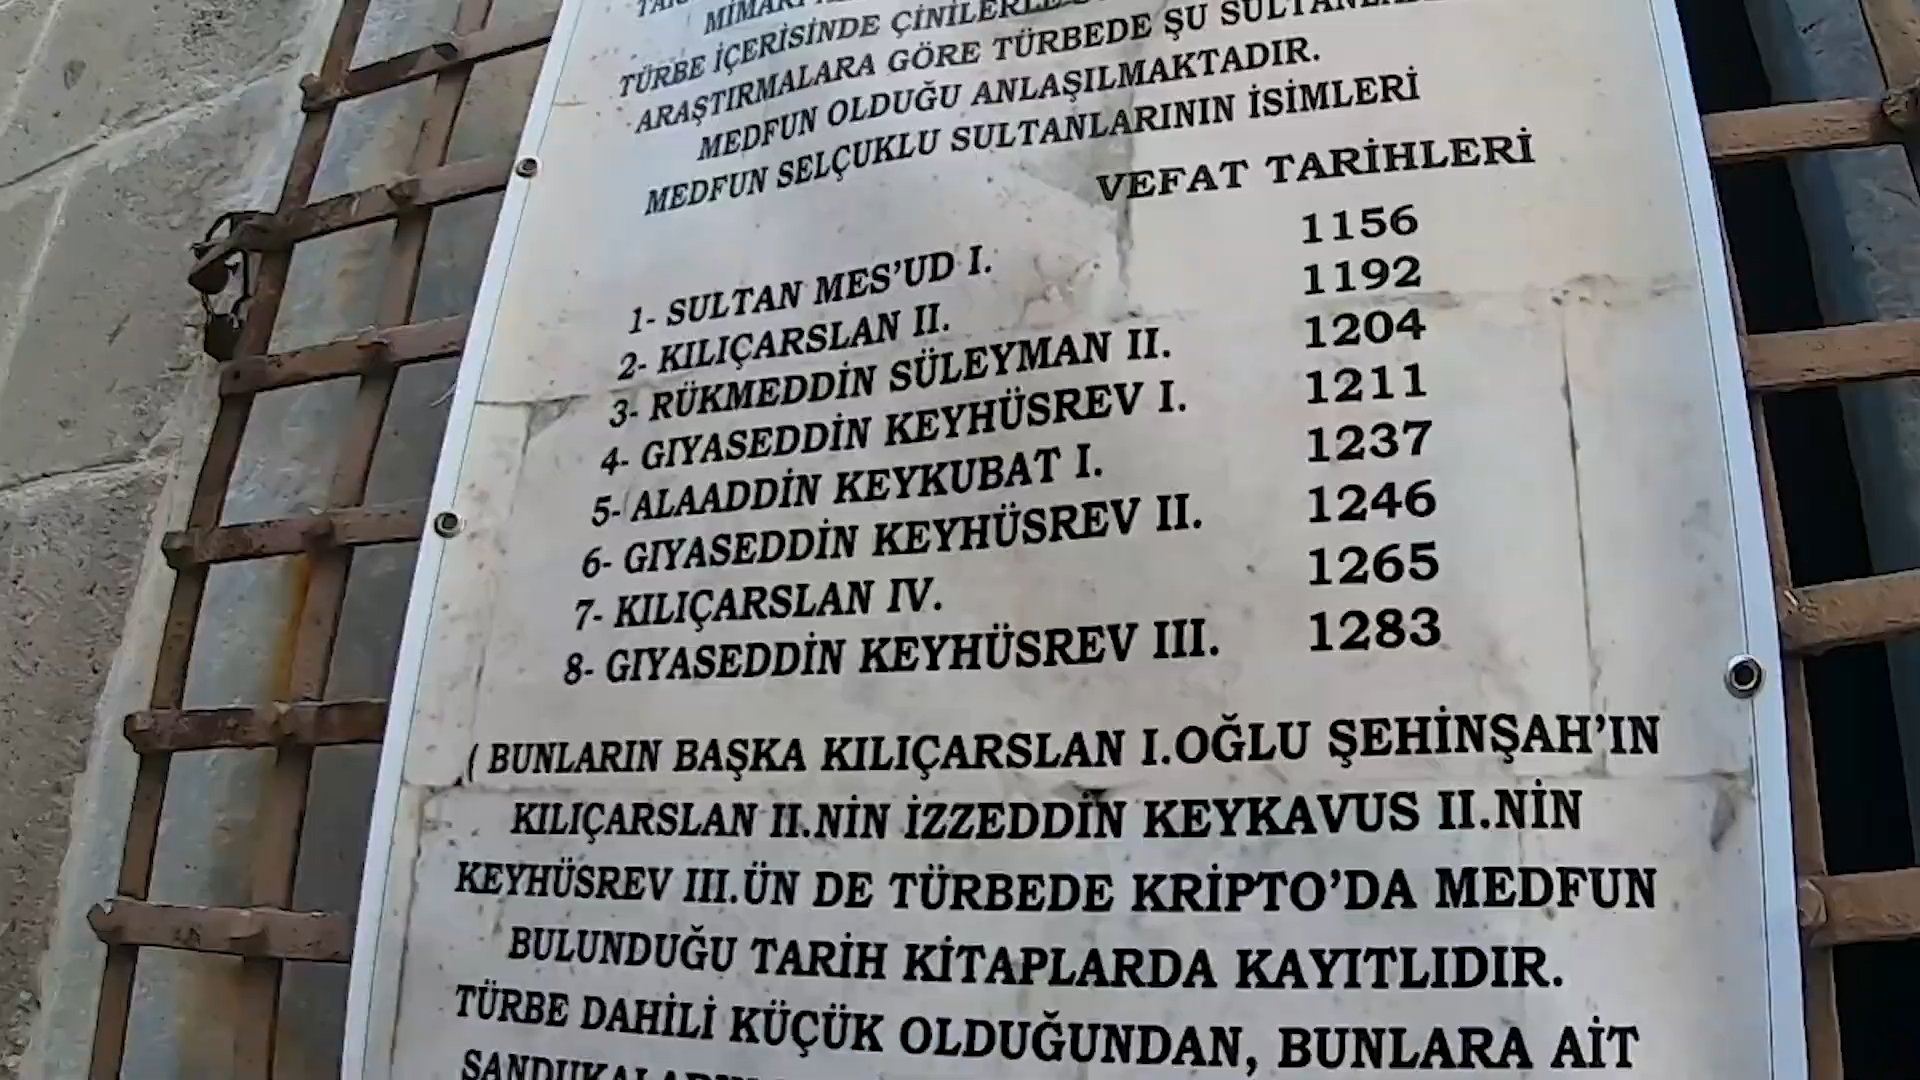 TÜRBE İÇERİSİNDE ÇİNİLERLE
ARAŞTIRMALARA GÖRE TÜRBEDE ŞU
MEDFUN OLDUĞU ANLAŞILMAKTADIR.
MEDFUN SELÇUKLU SULTANLARININ İSİMLERİ
VEFAT TARİHLERİ
1- SULTAN MES'UD I. 1156
2- KILIÇARSLAN II. 1192
3- RÜKMEDDİN SÜLEYMAN II. 1204
4- GIYASEDDİN KEYHÜSREV I. 1211
5- ALAADDİN KEYKUBAT I. 1237
6- GIYASEDDİN KEYHÜSREV II. 1246
7- KILIÇARSLAN IV. 1265
8- GIYASEDDİN KEYHÜSREV III. 1283
( BUNLARIN BAŞKA KILIÇARSLAN I.OĞLU ŞEHİNŞAH'IN
KILIÇARSLAN II.NİN İZZEDDİN KEYKAVUS II.NİN
KEYHÜSREV III.ÜN DE TÜRBEDE KRİPTO'DA MEDFUN
BULUNDUĞU TARİH KİTAPLARDA KAYITLIDIR.
TÜRBE DAHİLİ KÜÇÜK OLDUĞUNDAN, BUNLARA AİT